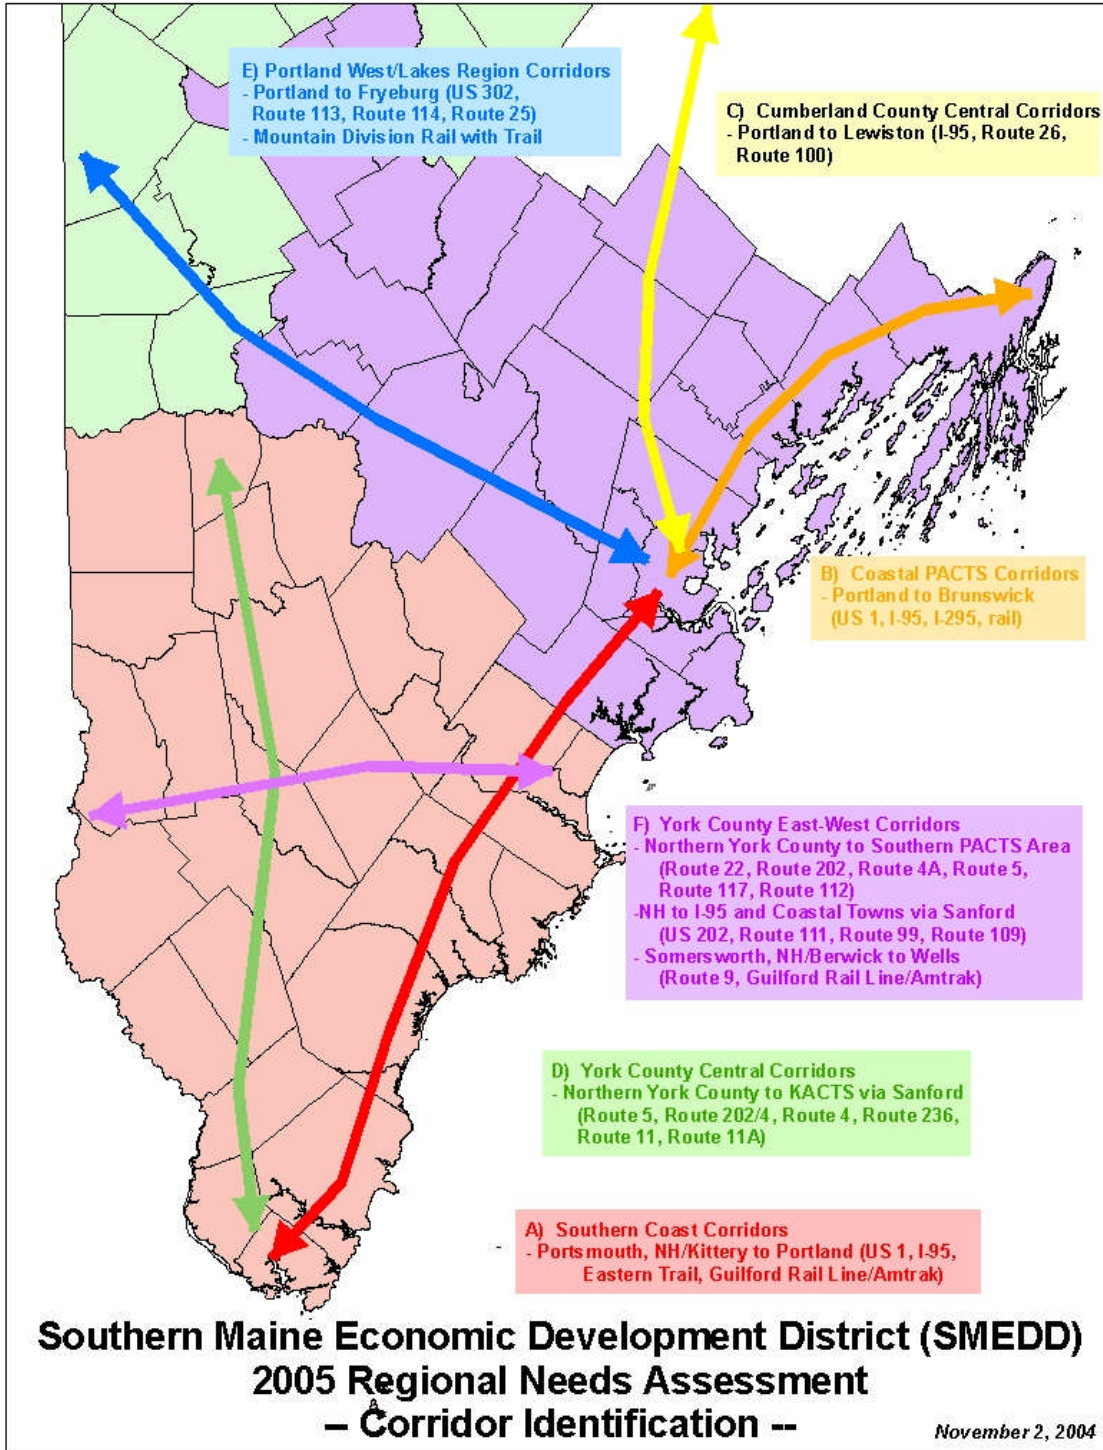 E) Portland West/Lakes Region Corridors
- Portland to Fryeburg (US 302,
Route 113, Route 114, Route 25)
- Mountain Division Rail with Trail
C) Cumberland County Central Corridors
- Portland to Lewiston (I-95, Route 26,
Route 100)
B) Coastal PACTS Corridors
- Portland to Brunswick
(US 1, I-95, I-295, rail)
F) York County East-West Corridors
- Northern York County to Southern PACTS Area
(Route 22, Route 202, Route 4A, Route 5,
Route 117, Route 112)
-NH to I-95 and Coastal Towns via Sanford
(US 202, Route 111, Route 99, Route 109)
- Somersworth, NH/Berwick to Wells
(Route 9, Guilford Rail Line/Amtrak)
D) York County Central Corridors
- Northern York County to KACTS via Sanford
(Route 5, Route 202/4, Route 4, Route 236,
Route 11, Route 11A)
A) Southern Coast Corridors
- Portsmouth, NH/Kittery to Portland (US 1, I-95,
Eastern Trail, Guilford Rail Line/Amtrak)
Southern Maine Economic Development District (SMEDD)
2005 Regional Needs Assessment
-- Corridor Identification --
November 2, 2004